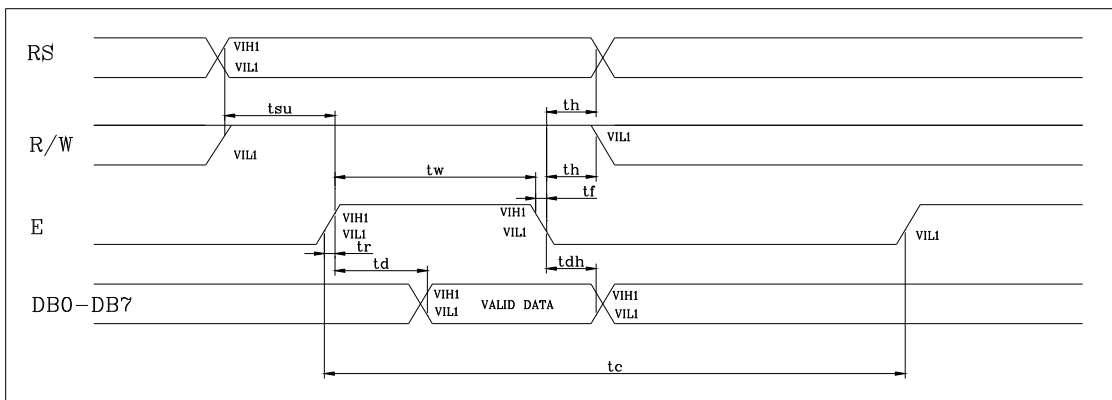 RS
VIH1
VIL1
tsu
th
R/W
VIL1
VIL1
tw
th
tf
E
VIH1
VIL1
VIH1
VIL1
VIL1
tr
td
tdh
DB0-DB7
VIH1
VIL1
VALID DATA
VIH1
VIL1
tc